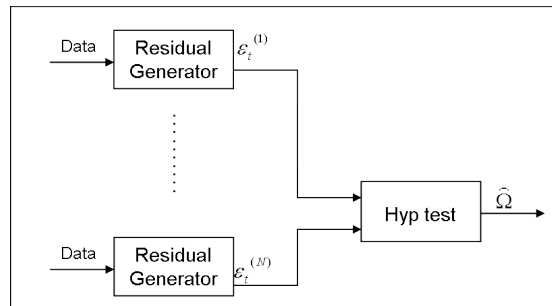 Data
Residual
Generator
ε_t^(1)
Hyp test
Ω̂
Data
Residual
Generator
ε_t^(N)